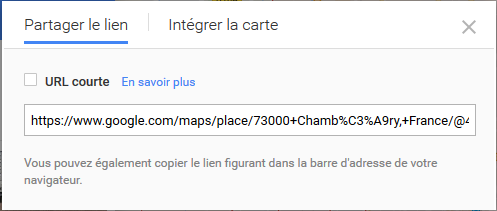 Partager le lien Intégrer la carte
URL courte En savoir plus
https://www.google.com/maps/place/73000+Chamb%C3%A9ry,+France/@4
Vous pouvez également copier le lien figurant dans la barre d'adresse de votre
navigateur.